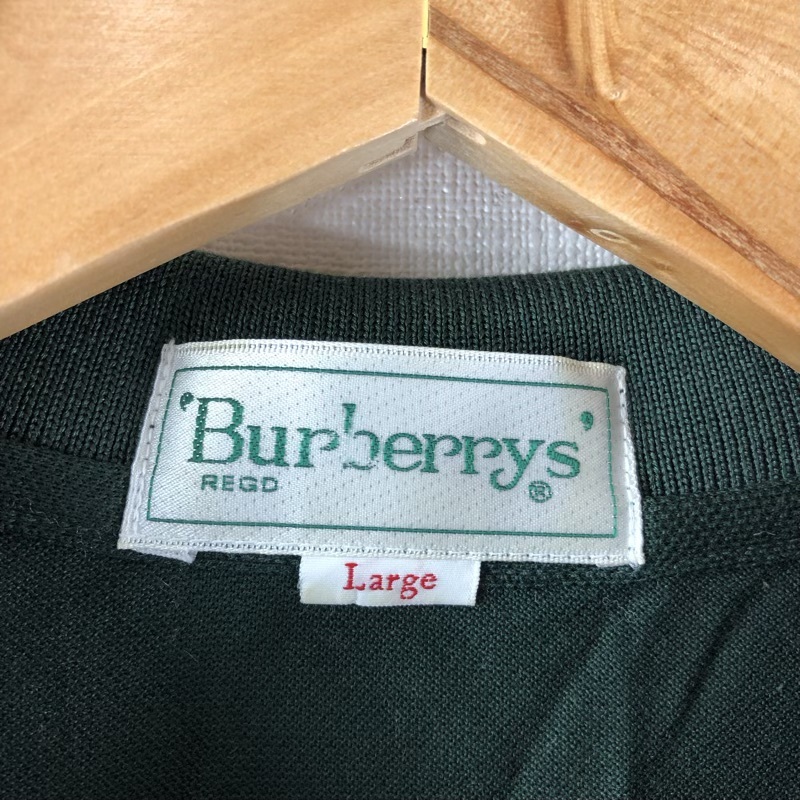 'Burberrys'
REGD ®
Large